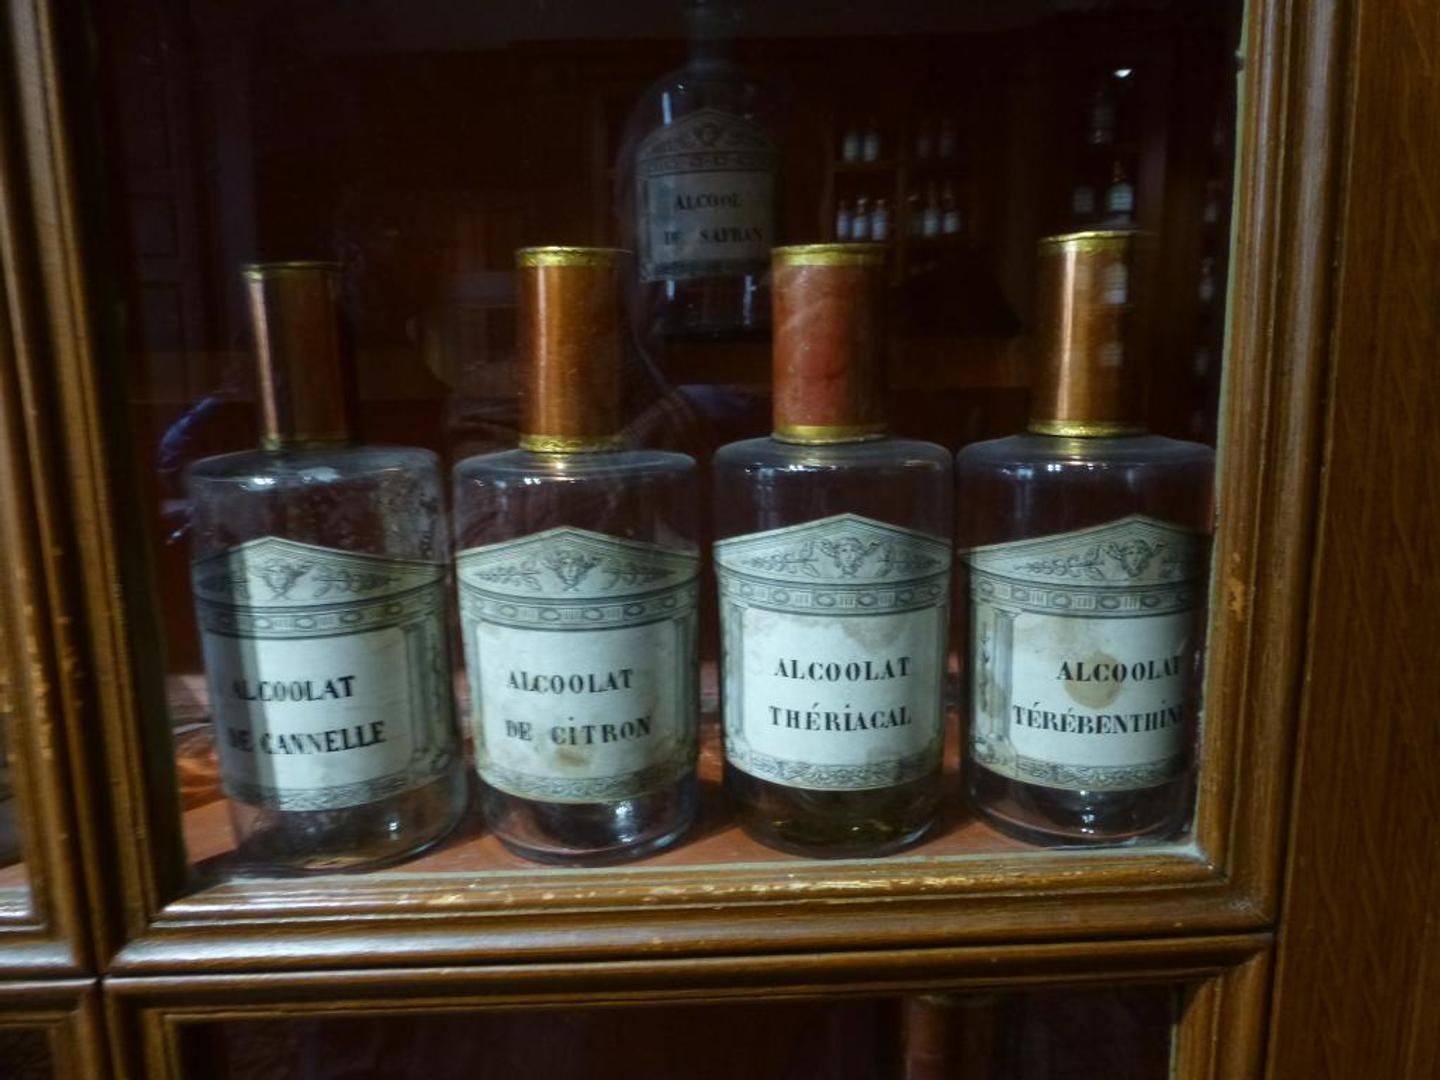 ALCOOL
DE SAFRAN
ALCOOLAT
DE CANNELLE
ALCOOLAT
DE CITRON
ALCOOLAT
THÉRIACAL
ALCOOLAT
TÉRÉBENTHINE